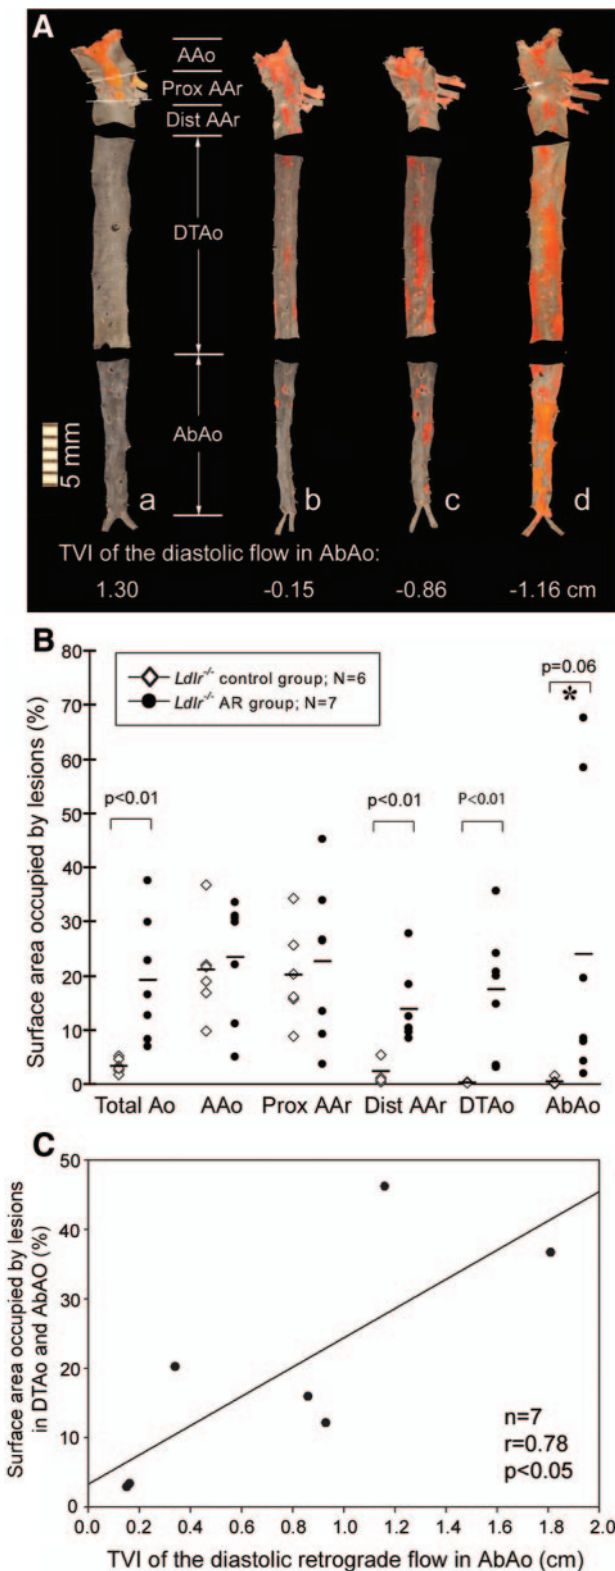 A
AAo
Prox AAr
Dist AAr
DTAo
AbAo
5 mm
a
b
c
d
TVI of the diastolic flow in AbAo:
1.30 -0.15 -0.86 -1.16 cm
B
80
70
60
50
40
30
20
10
0
Surface area occupied by lesions (%)
Ldlr-/- control group; N=6
Ldlr-/- AR group; N=7
p<0.01
p<0.01
P<0.01
p=0.06
*
Total Ao AAo Prox AAr Dist AAr DTAo AbAo
C
50
40
30
20
10
0
Surface area occupied by lesions
in DTAo and AbAO (%)
n=7
r=0.78
p<0.05
0.0 0.2 0.4 0.6 0.8 1.0 1.2 1.4 1.6 1.8 2.0
TVI of the diastolic retrograde flow in AbAo (cm)